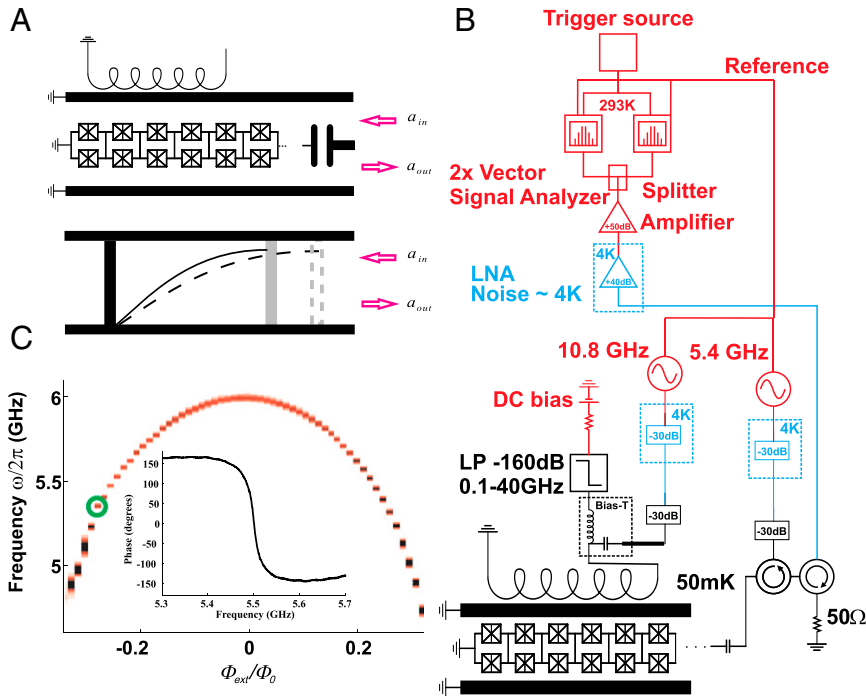 A
a_in
a_out
a_in
a_out
B
Trigger source
Reference
293K
2x Vector
Signal Analyzer
Splitter
Amplifier
+50dB
4K
+40dB
LNA
Noise ~ 4K
10.8 GHz
5.4 GHz
DC bias
4K
-30dB
4K
-30dB
LP -160dB
0.1-40GHz
Bias-T
-30dB
-30dB
50mK
50Ω
C
Frequency ω/2π (GHz)
6
5.5
5
-0.2
0
0.2
Φext/Φ0
Phase (degrees)
150
100
50
0
-50
-100
-150
5.3
5.4
5.5
5.6
5.7
Frequency (GHz)